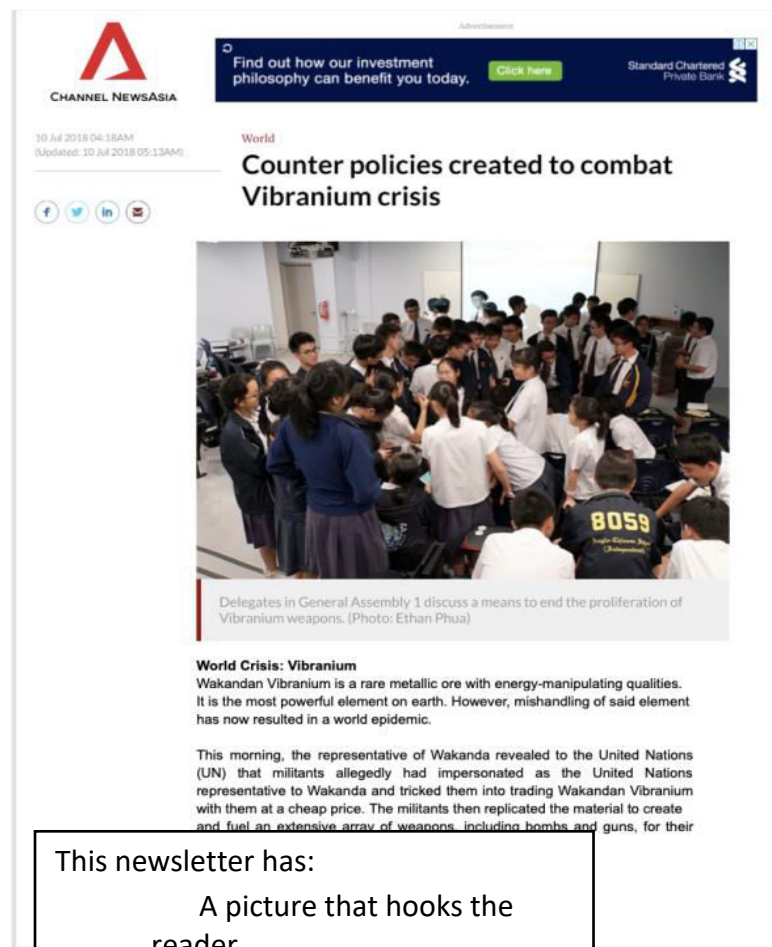 Advertisement
Find out how our investment
philosophy can benefit you today.
Click here
Standard Chartered
Private Bank
CHANNEL NEWSASIA
10 Jul 2018 04:18AM
(Updated: 10 Jul 2018 05:13AM)
World
Counter policies created to combat
Vibranium crisis
8059
Anglo-Chinese School
(Independent)
Delegates in General Assembly 1 discuss a means to end the proliferation of
Vibranium weapons. (Photo: Ethan Phua)
World Crisis: Vibranium
Wakandan Vibranium is a rare metallic ore with energy-manipulating qualities.
It is the most powerful element on earth. However, mishandling of said element
has now resulted in a world epidemic.
This morning, the representative of Wakanda revealed to the United Nations
(UN) that militants allegedly had impersonated as the United Nations
representative to Wakanda and tricked them into trading Wakandan Vibranium
with them at a cheap price. The militants then replicated the material to create
and fuel an extensive array of weapons, including bombs and guns, for their
This newsletter has:
A picture that hooks the
reader